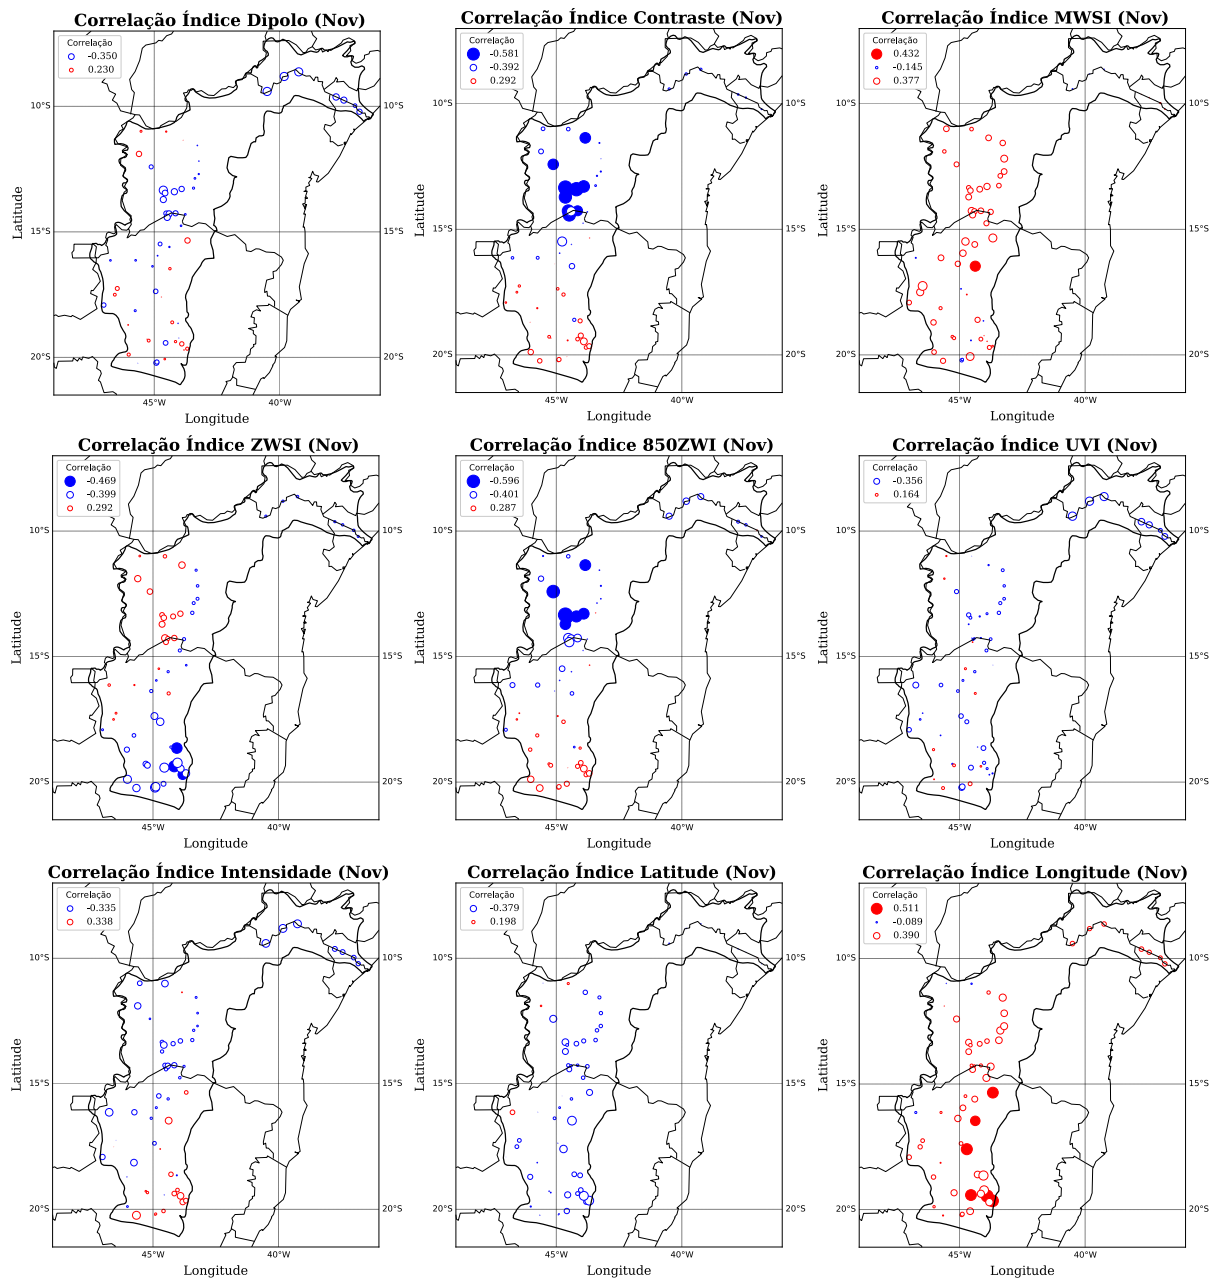 Correlação Índice Dipolo (Nov)
Correlação
-0.350
0.230
10°S
15°S
20°S
10°S
15°S
20°S
45°W
40°W
Latitude
Longitude
Correlação Índice Contraste (Nov)
Correlação
-0.581
-0.392
0.292
10°S
15°S
20°S
10°S
15°S
20°S
45°W
40°W
Latitude
Longitude
Correlação Índice MWSI (Nov)
Correlação
0.432
-0.145
0.377
10°S
15°S
20°S
10°S
15°S
20°S
45°W
40°W
Latitude
Longitude
Correlação Índice ZWSI (Nov)
Correlação
-0.469
-0.399
0.292
10°S
15°S
20°S
10°S
15°S
20°S
45°W
40°W
Latitude
Longitude
Correlação Índice 850ZWI (Nov)
Correlação
-0.596
-0.401
0.287
10°S
15°S
20°S
10°S
15°S
20°S
45°W
40°W
Latitude
Longitude
Correlação Índice UVI (Nov)
Correlação
-0.356
0.164
10°S
15°S
20°S
10°S
15°S
20°S
45°W
40°W
Latitude
Longitude
Correlação Índice Intensidade (Nov)
Correlação
-0.335
0.338
10°S
15°S
20°S
10°S
15°S
20°S
45°W
40°W
Latitude
Longitude
Correlação Índice Latitude (Nov)
Correlação
-0.379
0.198
10°S
15°S
20°S
10°S
15°S
20°S
45°W
40°W
Latitude
Longitude
Correlação Índice Longitude (Nov)
Correlação
0.511
-0.089
0.390
10°S
15°S
20°S
10°S
15°S
20°S
45°W
40°W
Latitude
Longitude